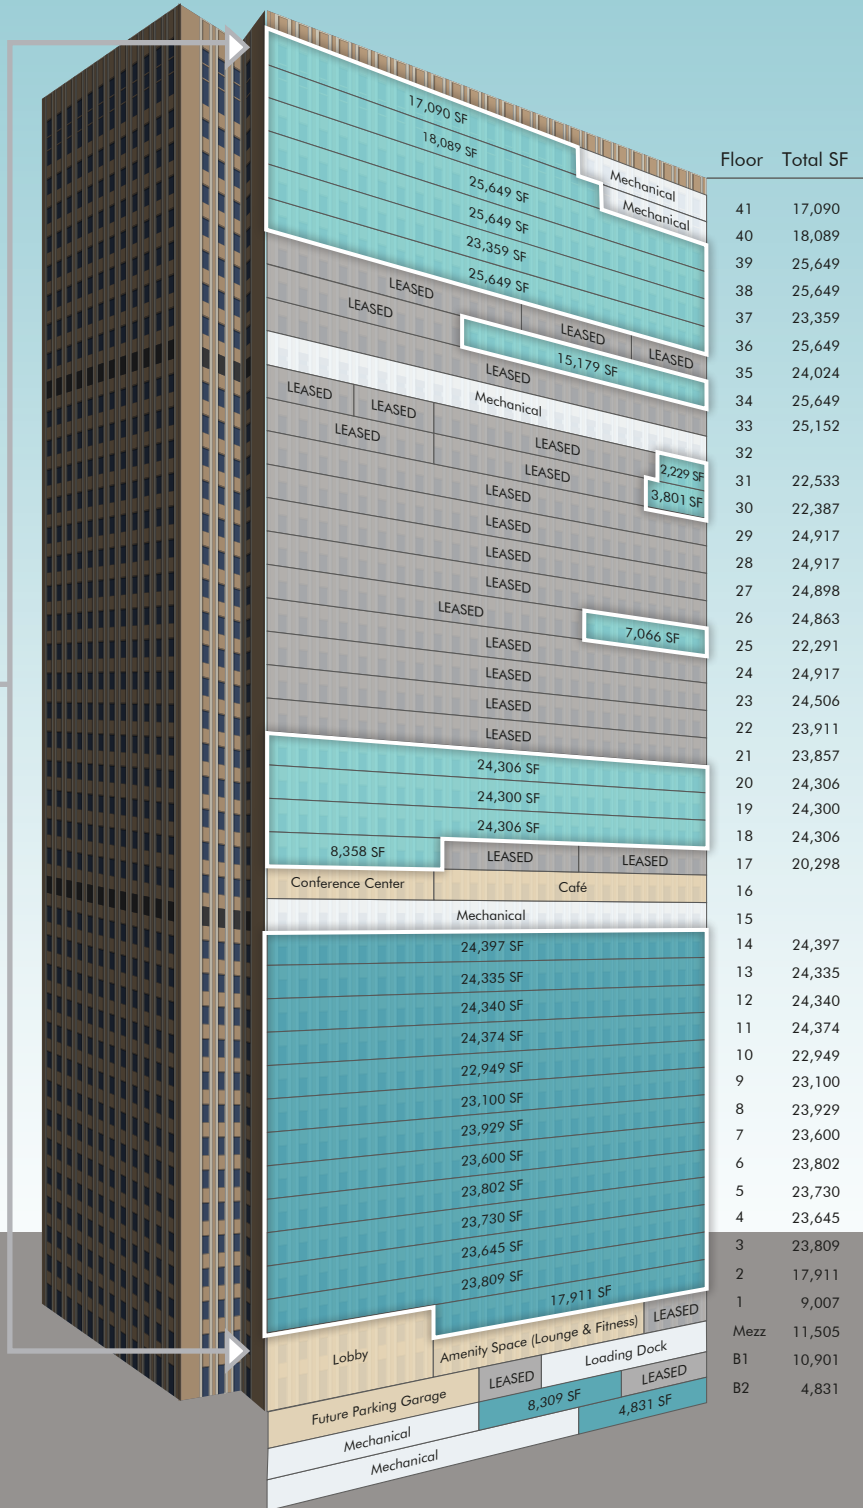 17,090 SF
Mechanical
18,089 SF
Mechanical
25,649 SF
25,649 SF
23,359 SF
25,649 SF
LEASED LEASED LEASED
LEASED 15,179 SF
LEASED
Mechanical
LEASED LEASED LEASED 2,229 SF
LEASED LEASED 3,801 SF
LEASED
LEASED
LEASED
LEASED
LEASED 7,066 SF
LEASED
LEASED
LEASED
LEASED
24,306 SF
24,300 SF
24,306 SF
8,358 SF LEASED LEASED
Conference Center Café
Mechanical
24,397 SF
24,335 SF
24,340 SF
24,374 SF
22,949 SF
23,100 SF
23,929 SF
23,600 SF
23,802 SF
23,730 SF
23,645 SF
23,809 SF
17,911 SF
Lobby Amenity Space (Lounge & Fitness) LEASED
Future Parking Garage LEASED Loading Dock
Mechanical 8,309 SF LEASED
Mechanical 4,831 SF
Floor Total SF
41 17,090
40 18,089
39 25,649
38 25,649
37 23,359
36 25,649
35 24,024
34 25,649
33 25,152
32
31 22,533
30 22,387
29 24,917
28 24,917
27 24,898
26 24,863
25 22,291
24 24,917
23 24,506
22 23,911
21 23,857
20 24,306
19 24,300
18 24,306
17 20,298
16
15
14 24,397
13 24,335
12 24,340
11 24,374
10 22,949
9 23,100
8 23,929
7 23,600
6 23,802
5 23,730
4 23,645
3 23,809
2 17,911
1 9,007
Mezz 11,505
B1 10,901
B2 4,831